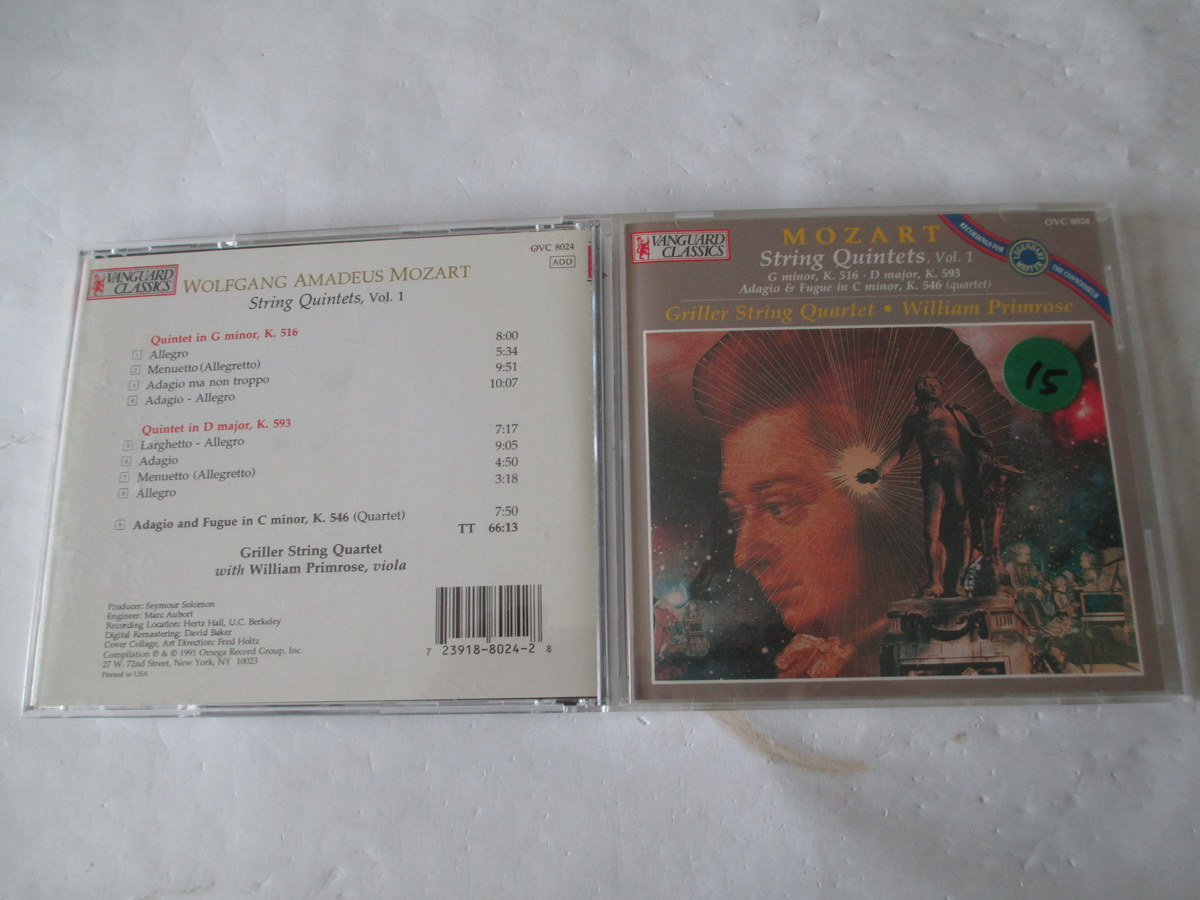 OVC 8024
ADD
VANGUARD
CLASSICS
WOLFGANG AMADEUS MOZART
String Quintets, Vol. 1
Quintet in G minor, K. 516
1 Allegro 8:00
2 Menuetto (Allegretto) 5:34
3 Adagio ma non troppo 9:51
4 Adagio - Allegro 10:07
Quintet in D major, K. 593
5 Larghetto - Allegro 7:17
6 Adagio 9:05
7 Menuetto (Allegretto) 4:50
8 Allegro 3:18
9 Adagio and Fugue in C minor, K. 546 (Quartet) 7:50
TT 66:13
Griller String Quartet
with William Primrose, viola
Producer: Seymour Solomon
Engineer: Marc Aubort
Recording Location: Hertz Hall, U.C. Berkeley
Digital Remastering: David Baker
Cover Collage, Art Direction: Fred Holtz
Compilation ℗ & © 1991 Omega Record Group, Inc.
27 W. 72nd Street, New York, NY 10023
Printed in USA
7 23918-8024-2 8
VANGUARD
CLASSICS
OVC 8024
MOZART
String Quintets, Vol. 1
G minor, K. 516 · D major, K. 593
Adagio & Fugue in C minor, K. 546 (quartet)
Griller String Quartet • William Primrose
RECORDINGS FOR
THE CONNOISSEUR
15